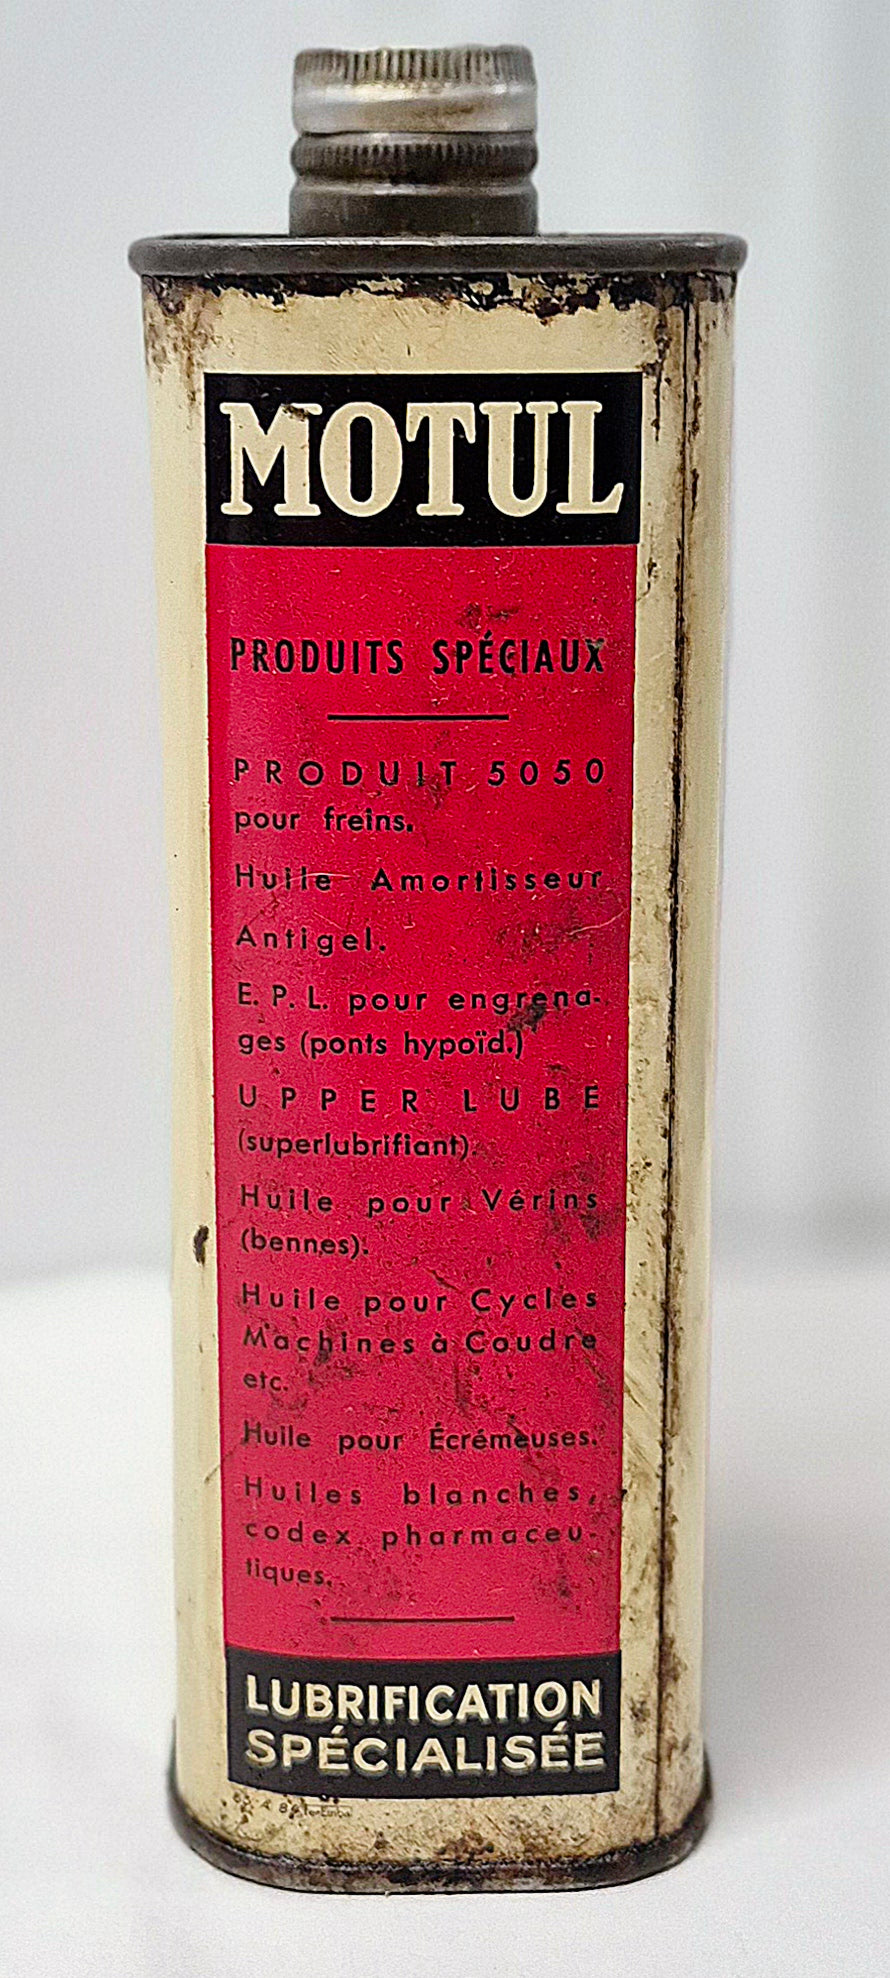 MOTUL
PRODUITS SPÉCIAUX
PRODUIT 5050
pour freins.
Huile Amortisseur
Antigel.
E.P.L. pour engrena-
ges (ponts hypoïd.)
UPPER LUBE
(superlubrifiant).
Huile pour Vérins
(bennes).
Huile pour Cycles
Machines à Coudre
etc.
Huile pour Écrémeuses.
Huiles blanches,
codex pharmaceu-
tiques.
LUBRIFICATION
SPÉCIALISÉE